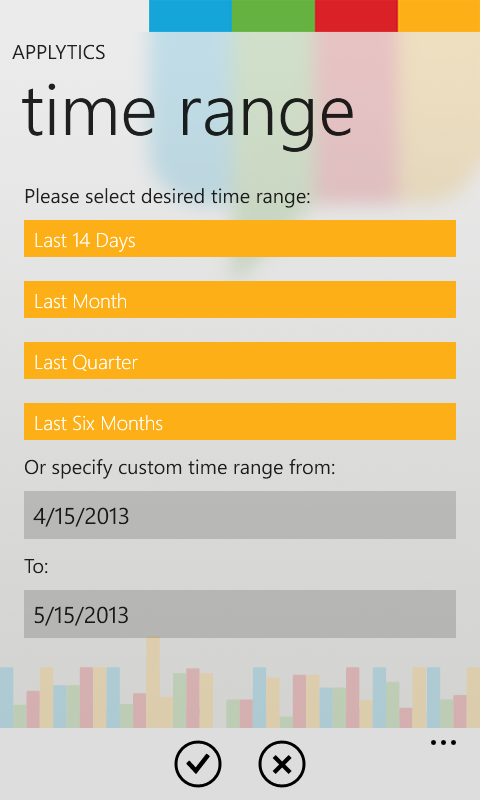 APPLYTICS
time range
Please select desired time range:
Last 14 Days
Last Month
Last Quarter
Last Six Months
Or specify custom time range from:
4/15/2013
To:
5/15/2013